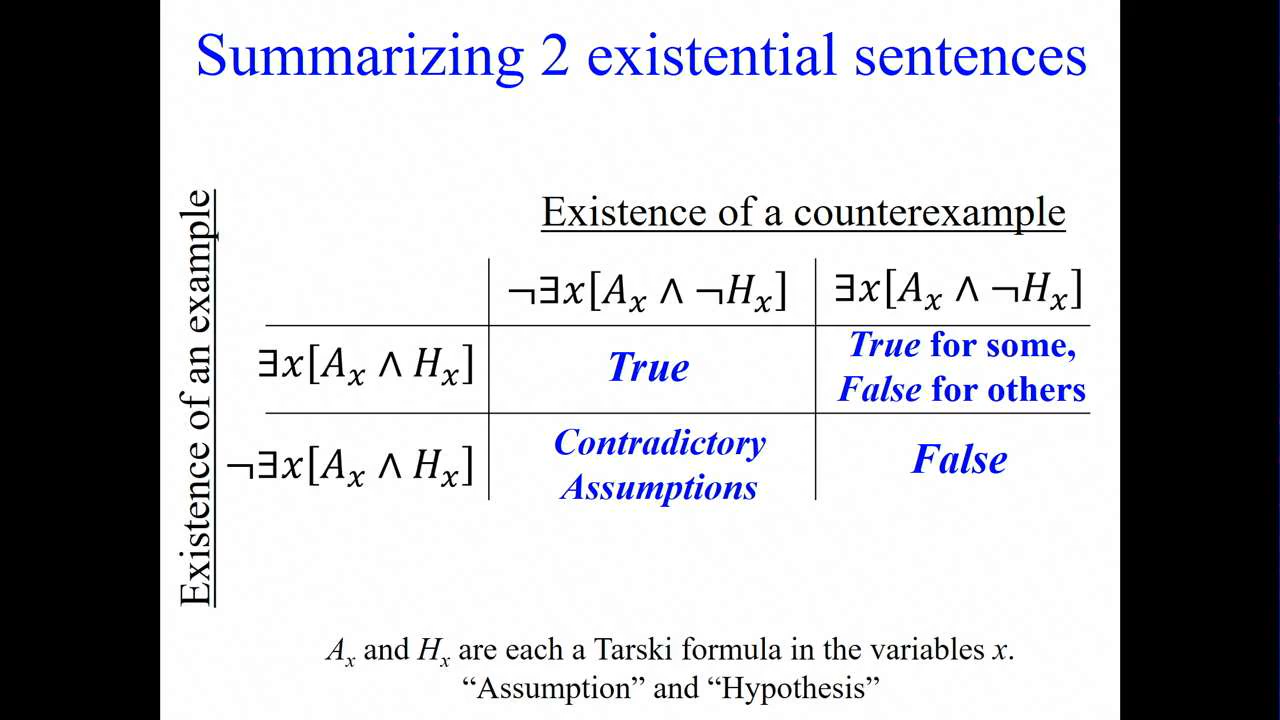 Summarizing 2 existential sentences
Existence of a counterexample
Existence of an example
¬∃x[Aₓ ∧ ¬Hₓ] ∃x[Aₓ ∧ ¬Hₓ]
∃x[Aₓ ∧ Hₓ] True True for some,
False for others
¬∃x[Aₓ ∧ Hₓ] Contradictory
Assumptions False
Aₓ and Hₓ are each a Tarski formula in the variables x.
“Assumption” and “Hypothesis”